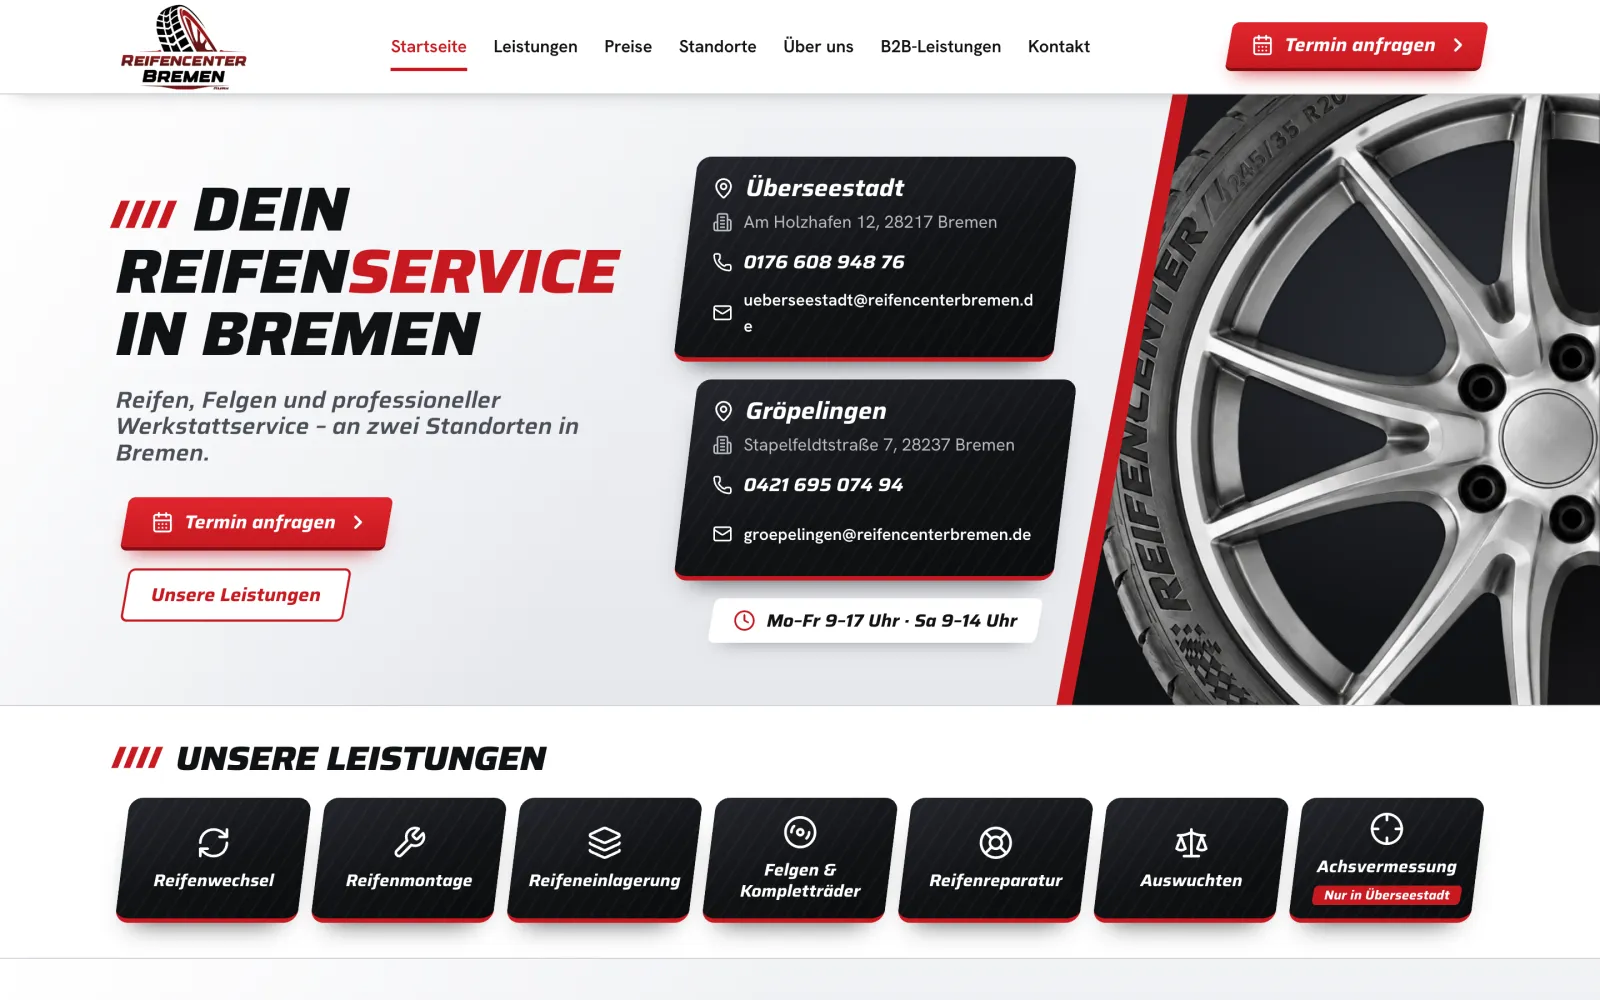 REIFENCENTER
BREMEN
Startseite
Leistungen
Preise
Standorte
Über uns
B2B-Leistungen
Kontakt
Termin anfragen
DEIN
REIFENSERVICE
IN BREMEN
Reifen, Felgen und professioneller
Werkstattservice – an zwei Standorten in
Bremen.
Termin anfragen
Unsere Leistungen
Überseestadt
Am Holzhafen 12, 28217 Bremen
0176 608 948 76
ueberseestadt@reifencenterbremen.d
e
Gröpelingen
Stapelfeldtstraße 7, 28237 Bremen
0421 695 074 94
groepelingen@reifencenterbremen.de
Mo–Fr 9–17 Uhr · Sa 9–14 Uhr
REIFENCENTER / 245/35 R20
REIFENCENTER
UNSERE LEISTUNGEN
Reifenwechsel
Reifenmontage
Reifeneinlagerung
Felgen &
Kompletträder
Reifenreparatur
Auswuchten
Achsvermessung
Nur in Überseestadt